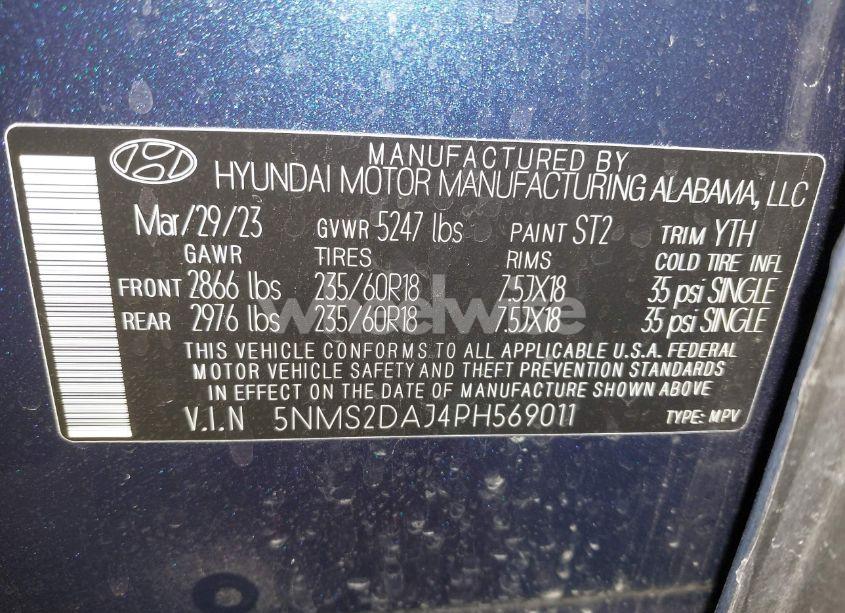 MANUFACTURED BY
HYUNDAI MOTOR MANUFACTURING ALABAMA, LLC
Mar/29/23 GVWR 5247 lbs PAINT ST2 TRIM YTH
GAWR TIRES RIMS COLD TIRE INFL
FRONT 2866 lbs 235/60R18 7.5JX18 35 psi SINGLE
REAR 2976 lbs 235/60R18 7.5JX18 35 psi SINGLE
wheelwise
THIS VEHICLE CONFORMS TO ALL APPLICABLE U.S.A. FEDERAL
MOTOR VEHICLE SAFETY AND THEFT PREVENTION STANDARDS
IN EFFECT ON THE DATE OF MANUFACTURE SHOWN ABOVE
V.I.N 5NMS2DAJ4PH569011 TYPE: MPV